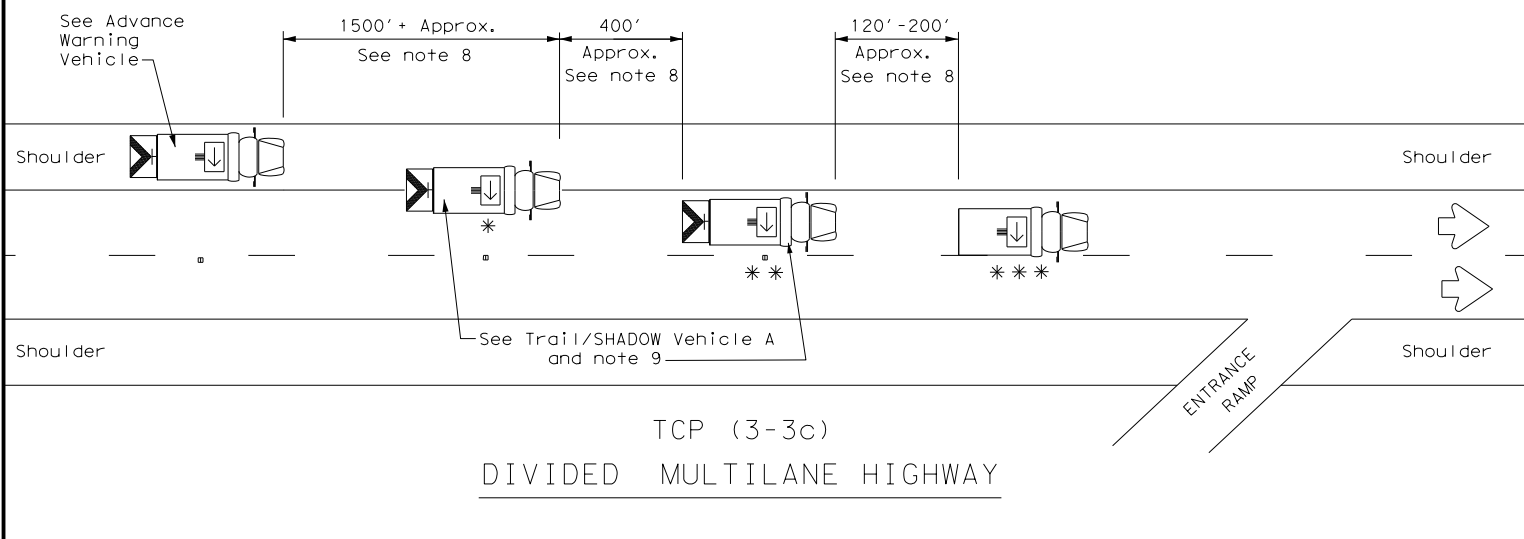 See Advance
Warning
Vehicle
1500'+ Approx.
See note 8
400'
Approx.
See note 8
120'-200'
Approx.
See note 8
Shoulder
Shoulder
*
* *
* * *
See Trail/SHADOW Vehicle A
and note 9
Shoulder
Shoulder
ENTRANCE
RAMP
TCP (3-3c)
DIVIDED MULTILANE HIGHWAY